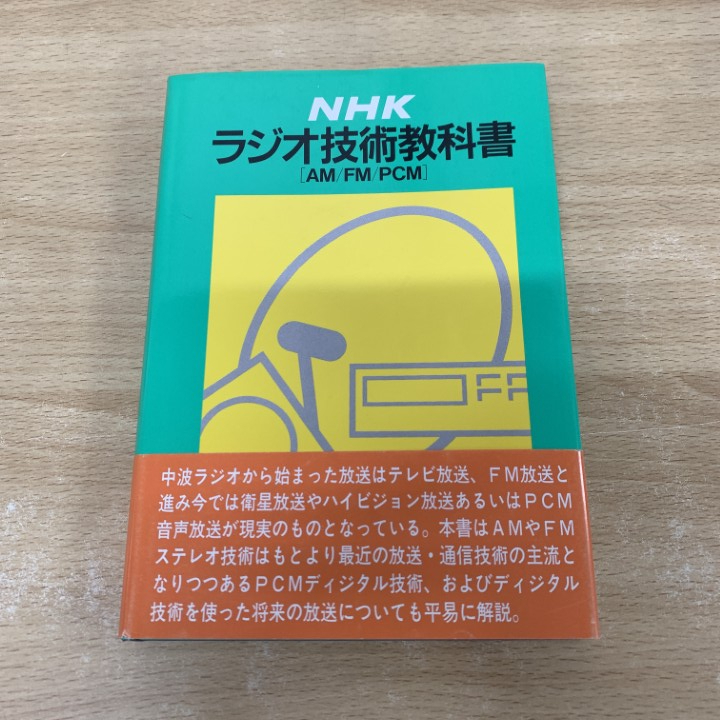 NHK
ラジオ技術教科書
[AM/FM/PCM]
中波ラジオから始まった放送はテレビ放送、FM放送と
進み今では衛星放送やハイビジョン放送あるいはPCM
音声放送が現実のものとなっている。本書はAMやFM
ステレオ技術はもとより最近の放送・通信技術の主流と
なりつつあるPCMディジタル技術、およびディジタル
技術を使った将来の放送についても平易に解説。